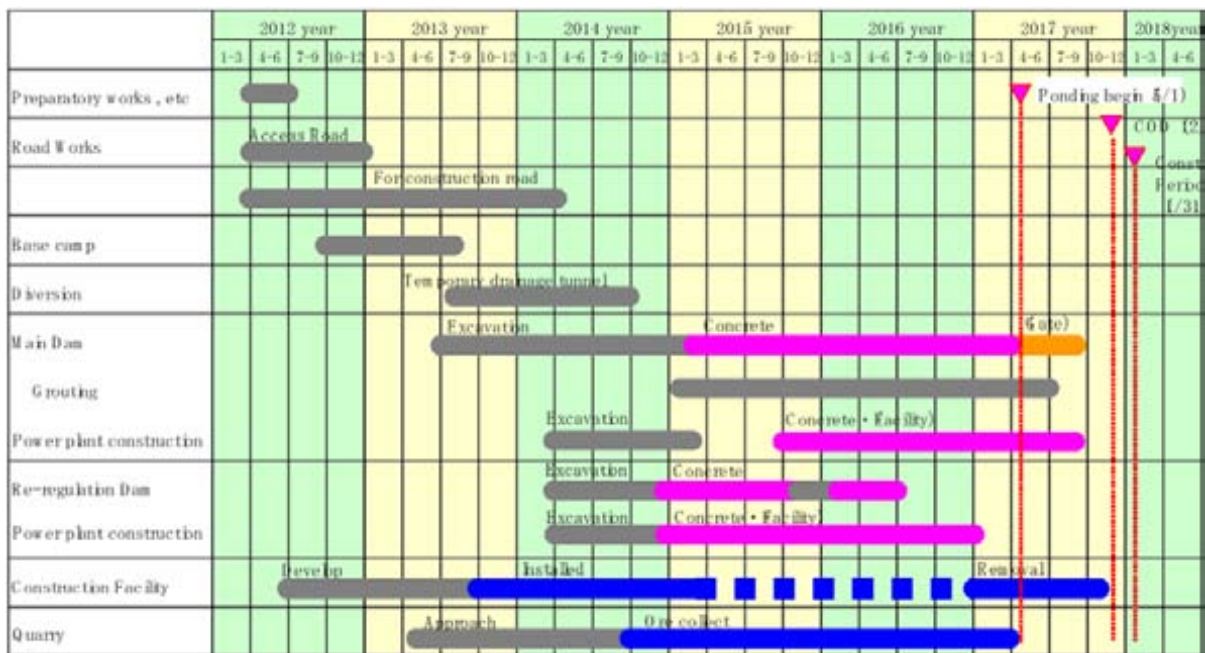 2012 year 2013 year 2014 year 2015 year 2016 year 2017 year 2018year
1-3 4-6 7-9 10-12 1-3 4-6 7-9 10-12 1-3 4-6 7-9 10-12 1-3 4-6 7-9 10-12 1-3 4-6 7-9 10-12 1-3 4-6 7-9 10-12 1-3 4-6
Preparatory works, etc Ponding begin
COD
Road Works Access Road
For construction road
Base camp
Diversion Temporary drainage tunnel
Main Dam Excavation Concrete
Grouting
Power plant construction Excavation Concrete・Facility)
Re-regulation Dam Excavation Concrete
Power plant construction Excavation Concrete・Facility)
Construction Facility Develop Installed Removal
Quarry Approach Ore collect